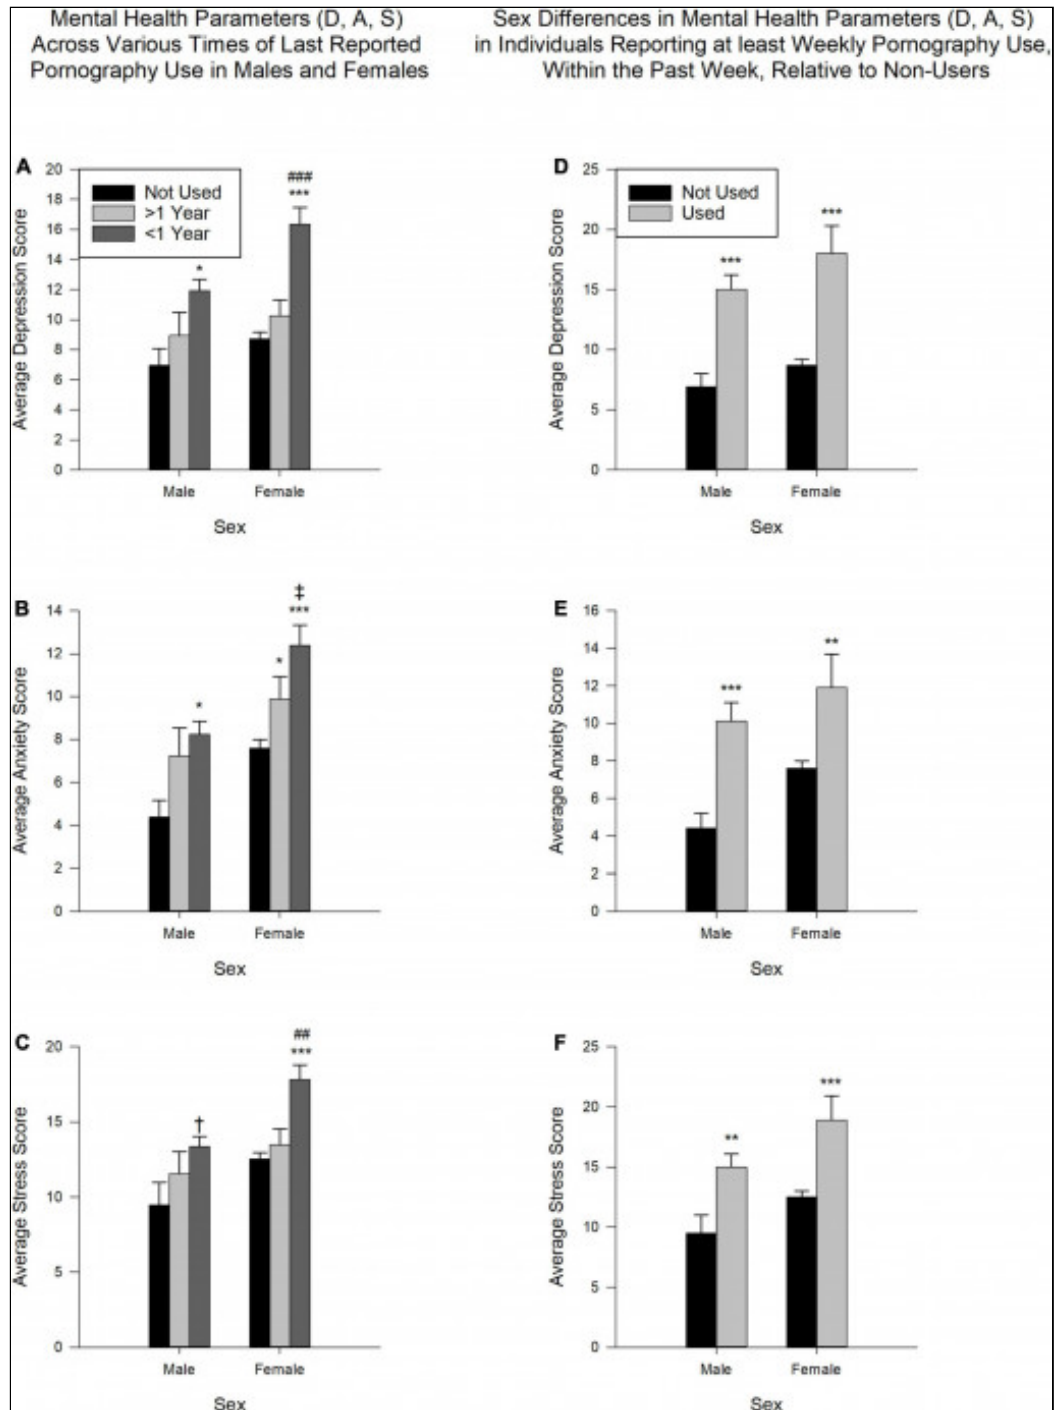 Mental Health Parameters (D, A, S)
Across Various Times of Last Reported
Pornography Use in Males and Females
Sex Differences in Mental Health Parameters (D, A, S)
in Individuals Reporting at least Weekly Pornography Use,
Within the Past Week, Relative to Non-Users
A
Average Depression Score
20
18
16
14
12
10
8
6
4
2
0
Not Used
>1 Year
<1 Year
*
###
***
Male
Female
Sex
D
Average Depression Score
25
20
15
10
5
0
Not Used
Used
***
***
Male
Female
Sex
B
Average Anxiety Score
14
12
10
8
6
4
2
0
*
*
‡
***
Male
Female
Sex
E
Average Anxiety Score
16
14
12
10
8
6
4
2
0
***
**
Male
Female
Sex
C
Average Stress Score
20
15
10
5
0
†
##
***
Male
Female
Sex
F
Average Stress Score
25
20
15
10
5
0
**
***
Male
Female
Sex